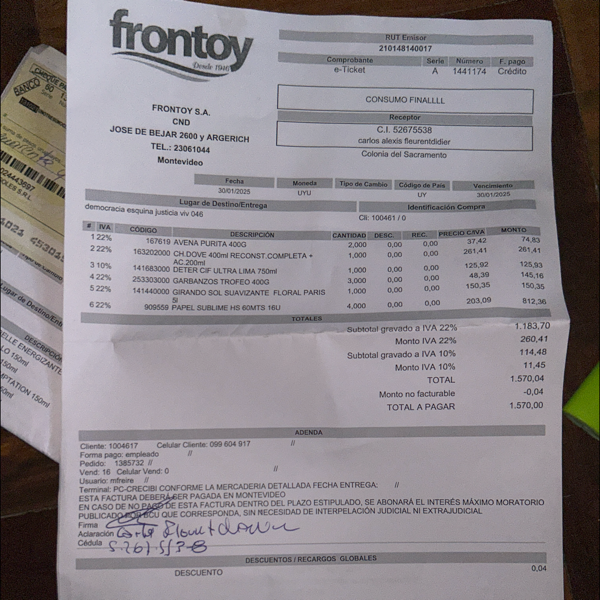 frontoy
Desde 1946
RUT Emisor
210148140017
Comprobante Serie Número F. pago
e-Ticket A 1441174 Crédito
CONSUMO FINALLLL
Receptor
C.I. 52675538
carlos alexis fleurentdidier
Colonia del Sacramento
FRONTOY S.A.
CND
JOSE DE BEJAR 2600 y ARGERICH
TEL.: 23061044
Montevideo
Fecha Moneda Tipo de Cambio Código de País Vencimiento
30/01/2025 UYU UY 30/01/2025
Lugar de Destino/Entrega Identificación Compra
democracia esquina justicia viv 046 Cli: 100461 / 0
# IVA CÓDIGO DESCRIPCIÓN CANTIDAD DESC. REC. PRECIO C/IVA MONTO
1 22% 167619 AVENA PURITA 400G 2,000 0,00 0,00 37,42 74,83
2 22% 163202000 CH.DOVE 400ml RECONST.COMPLETA + AC.200ml 1,000 0,00 0,00 261,41 261,41
3 10% 141683000 DETER CIF ULTRA LIMA 750ml 1,000 0,00 0,00 125,92 125,93
4 22% 253303000 GARBANZOS TROFEO 400G 3,000 0,00 0,00 48,39 145,16
5 22% 141440000 GIRANDO SOL SUAVIZANTE FLORAL PARIS 5l 1,000 0,00 0,00 150,35 150,35
6 22% 909559 PAPEL SUBLIME HS 60MTS 16U 4,000 0,00 0,00 203,09 812,36
TOTALES
Subtotal gravado a IVA 22% 1.183,70
Monto IVA 22% 260,41
Subtotal gravado a IVA 10% 114,48
Monto IVA 10% 11,45
TOTAL 1.570,04
Monto no facturable -0,04
TOTAL A PAGAR 1.570,00
ADENDA
Cliente: 1004617 Celular Cliente: 099 604 917 //
Forma pago: empleado //
Pedido: 1385732 //
Vend: 16 Celular Vend: 0 //
Usuario: mfreire //
Terminal: PC-CRECIBI CONFORME LA MERCADERIA DETALLADA FECHA ENTREGA: //
ESTA FACTURA DEBERÁ SER PAGADA EN MONTEVIDEO
EN CASO DE NO PAGO DE ESTA FACTURA DENTRO DEL PLAZO ESTIPULADO, SE ABONARÁ EL INTERÉS MÁXIMO MORATORIO
PUBLICADO POR BCU QUE CORRESPONDA, SIN NECESIDAD DE INTERPELACIÓN JUDICIAL NI EXTRAJUDICIAL
Firma
Aclaración
Cédula
DESCUENTOS / RECARGOS GLOBALES
DESCUENTO 0,04
BANCO
Lugar de Destino/Ent
ELLE ENERGIZANTE
LO 150ml
150ml
MPTATION 150ml
150ml